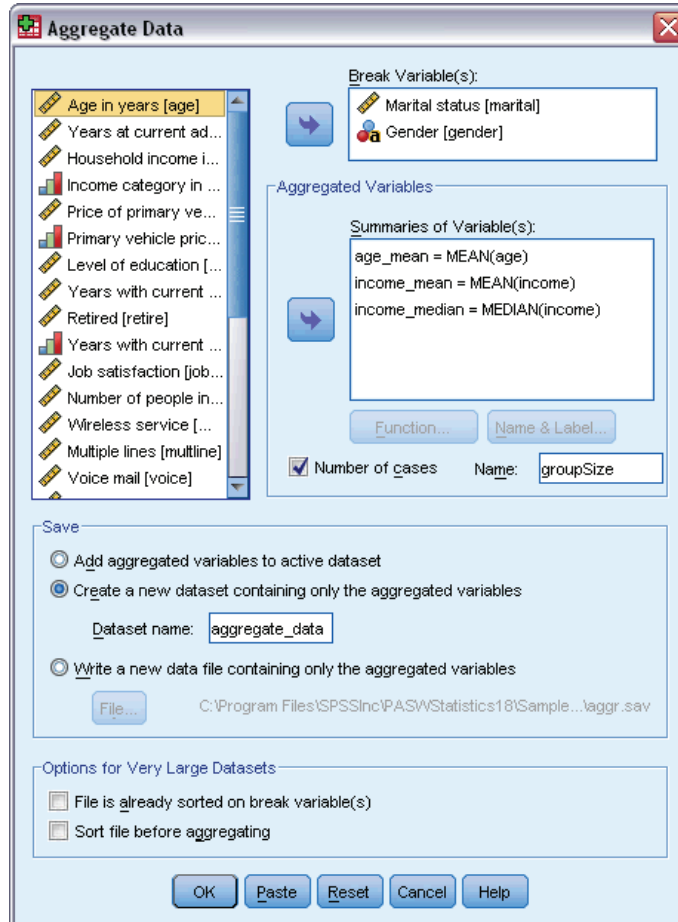 Aggregate Data
Break Variable(s):
Age in years [age]
Years at current ad...
Household income i...
Income category in ...
Price of primary ve...
Primary vehicle pric...
Level of education [...
Years with current ...
Retired [retire]
Years with current ...
Job satisfaction [job...
Number of people in...
Wireless service [...
Multiple lines [multline]
Voice mail [voice]
Marital status [marital]
a Gender [gender]
Aggregated Variables
Summaries of Variable(s):
age_mean = MEAN(age)
income_mean = MEAN(income)
income_median = MEDIAN(income)
Function...
Name & Label...
Number of cases
Name:
groupSize
Save
Add aggregated variables to active dataset
Create a new dataset containing only the aggregated variables
Dataset name:
aggregate_data
Write a new data file containing only the aggregated variables
File...
C:\Program Files\SPSSInc\PASWStatistics18\Sample...\aggr.sav
Options for Very Large Datasets
File is already sorted on break variable(s)
Sort file before aggregating
OK
Paste
Reset
Cancel
Help